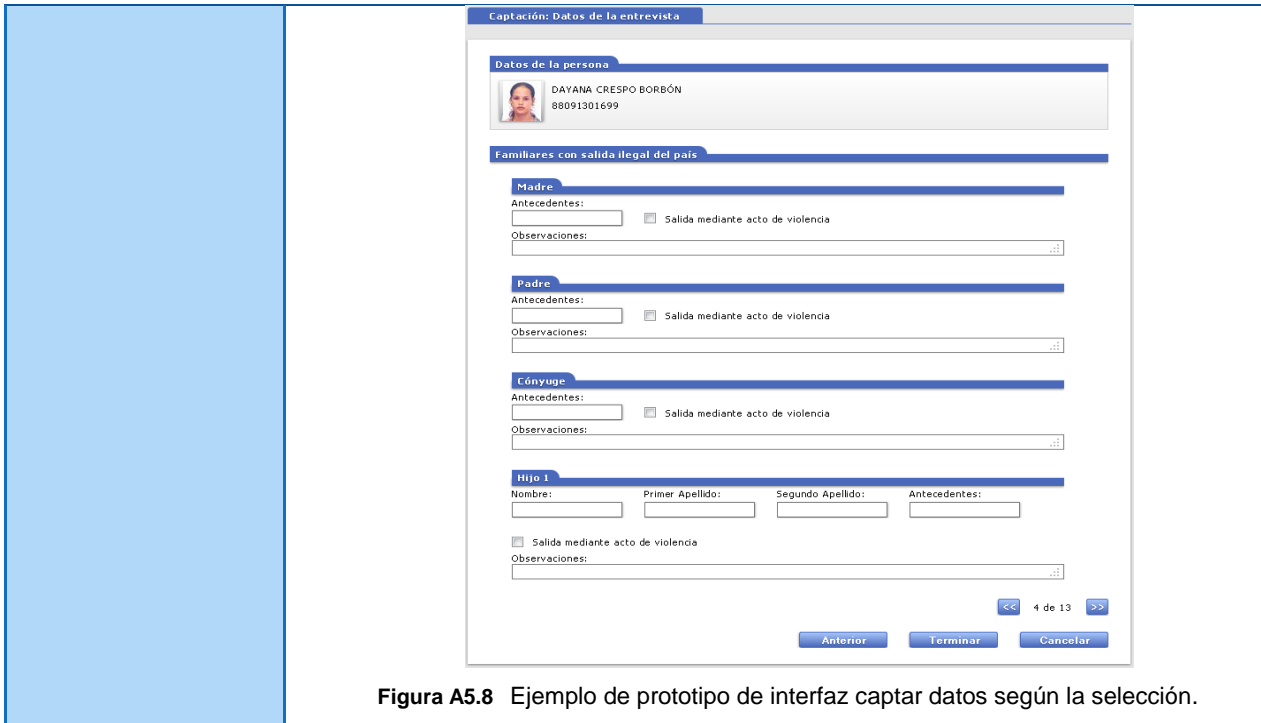 Captación: Datos de la entrevista
Datos de la persona
DAYANA CRESPO BORBÓN
88091301699
Familiares con salida ilegal del país
Madre
Antecedentes:
Salida mediante acto de violencia
Observaciones:
Padre
Antecedentes:
Salida mediante acto de violencia
Observaciones:
Cónyuge
Antecedentes:
Salida mediante acto de violencia
Observaciones:
Hijo 1
Nombre: Primer Apellido: Segundo Apellido: Antecedentes:
Salida mediante acto de violencia
Observaciones:
<< 4 de 13 >>
Anterior Terminar Cancelar
Figura A5.8 Ejemplo de prototipo de interfaz captar datos según la selección.